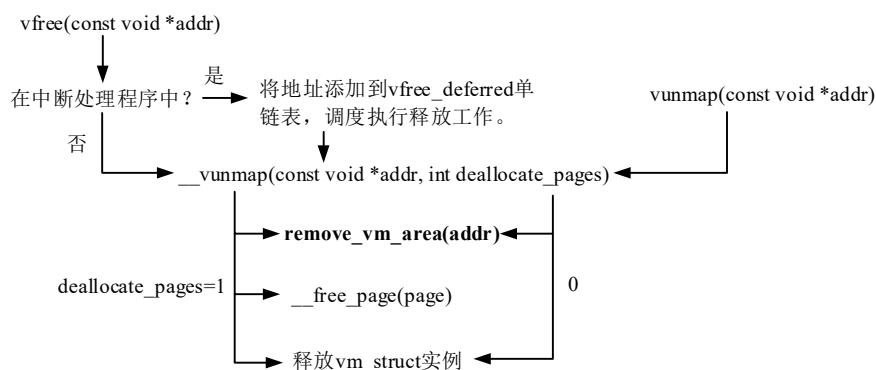 vfree(const void *addr)
是
在中断处理程序中？
将地址添加到vfree_deferred单
链表，调度执行释放工作。
vunmap(const void *addr)
否
__vunmap(const void *addr, int deallocate_pages)
remove_vm_area(addr)
deallocate_pages=1
0
__free_page(page)
释放vm_struct实例